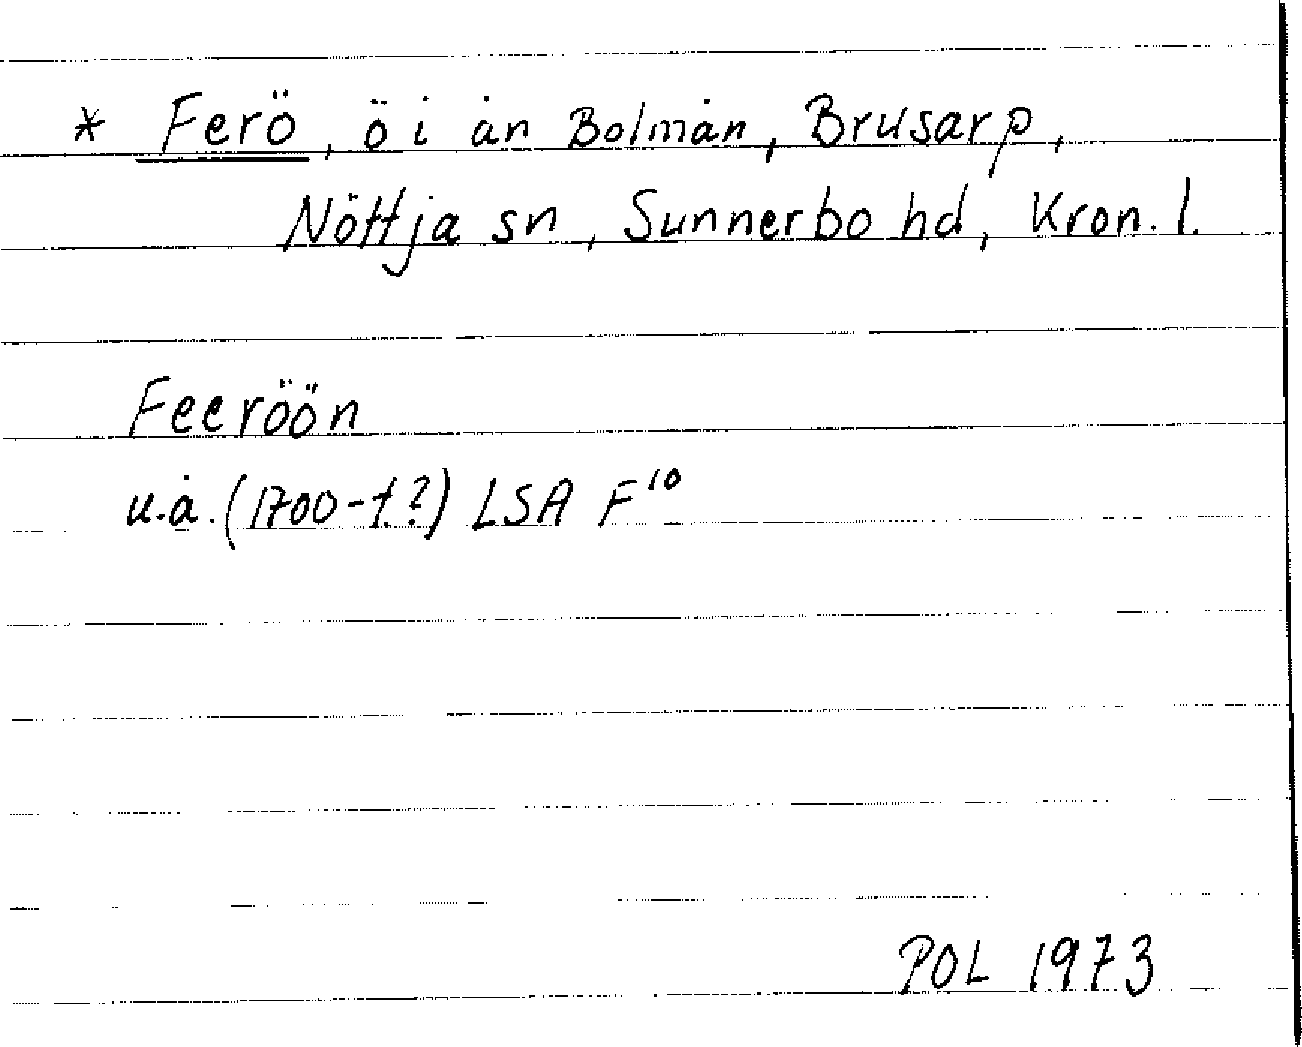 * Ferö, ö i ån Bolmån, Brusarp,
Nöttja sn, Sunnerbo hd, Kron. l.
Feeröön
u.å. (1700-t.?) LSA F¹⁰
POL 1973